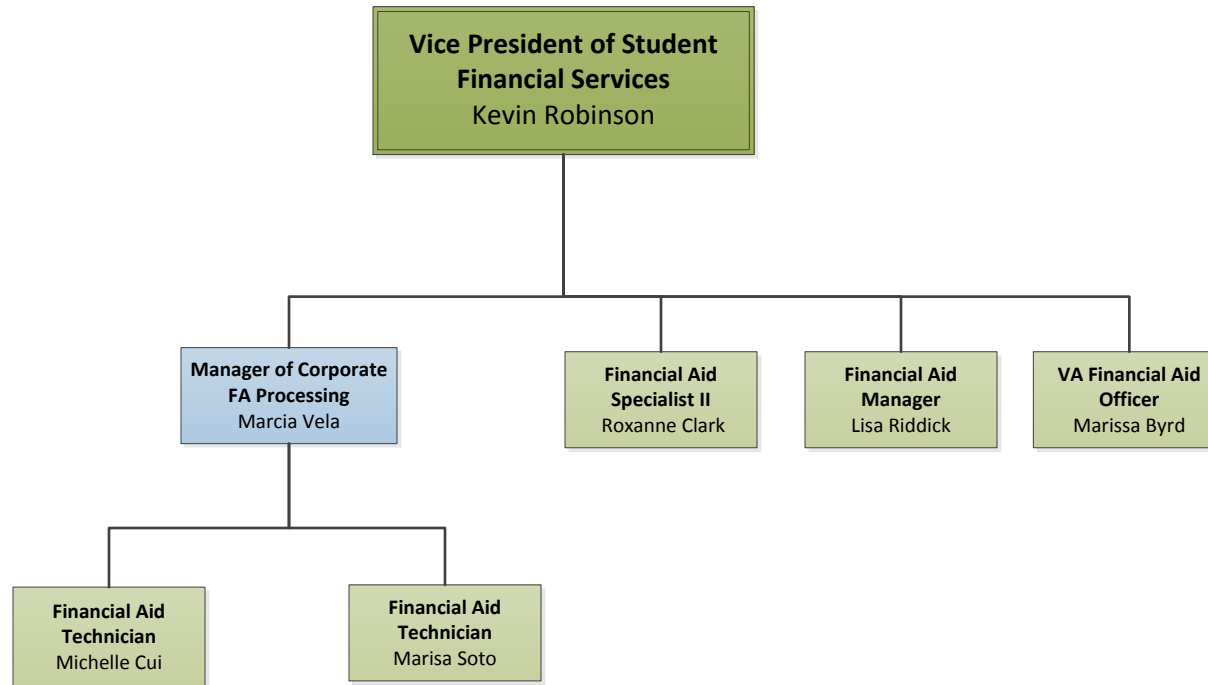 Vice President of Student
Financial Services
Kevin Robinson
Manager of Corporate
FA Processing
Marcia Vela
Financial Aid
Specialist II
Roxanne Clark
Financial Aid
Manager
Lisa Riddick
VA Financial Aid
Officer
Marissa Byrd
Financial Aid
Technician
Michelle Cui
Financial Aid
Technician
Marisa Soto